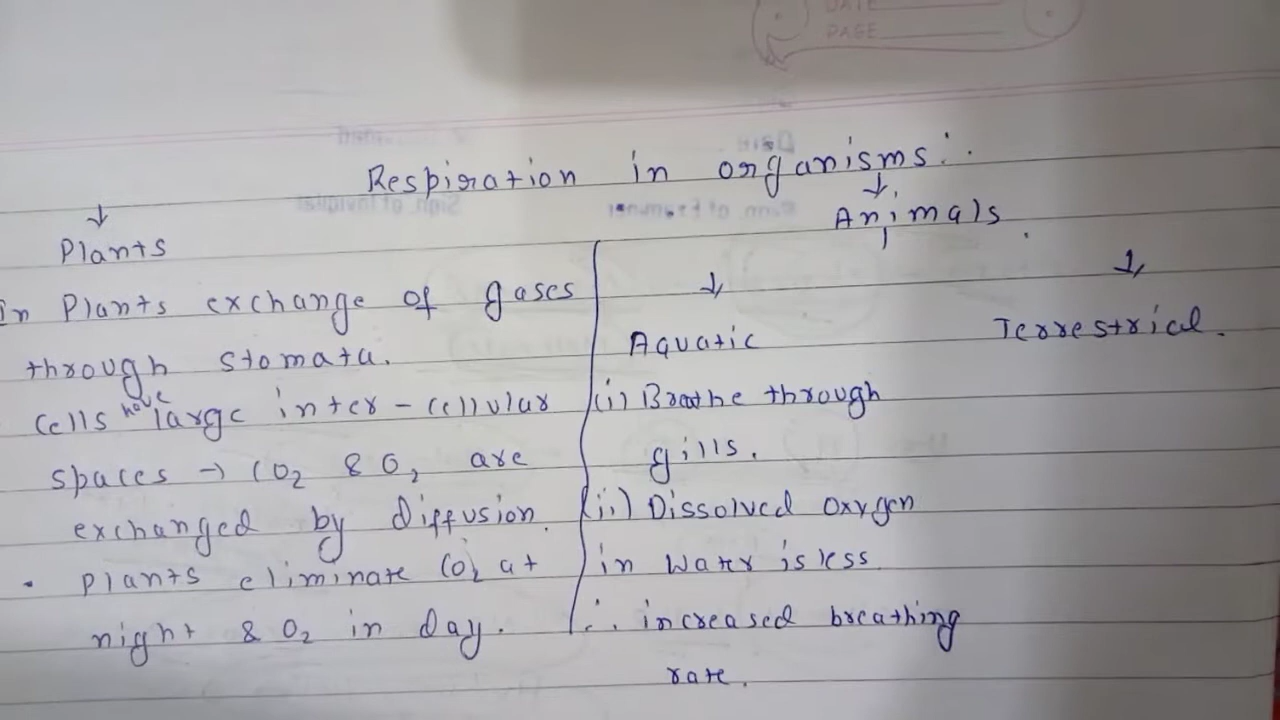 DATE
PAGE
Respiration in organisms:.
Plants
Animals
In Plants exchange of gases
through stomata.
Cells have large inter-cellular
spaces → CO2 & O2 are
exchanged by diffusion.
• Plants eliminate CO2 at
night & O2 in day.
Aquatic
Terrestrial.
(i) Breathe through
gills.
(ii) Dissolved oxygen
in water is less
∴ increased breathing
rate.